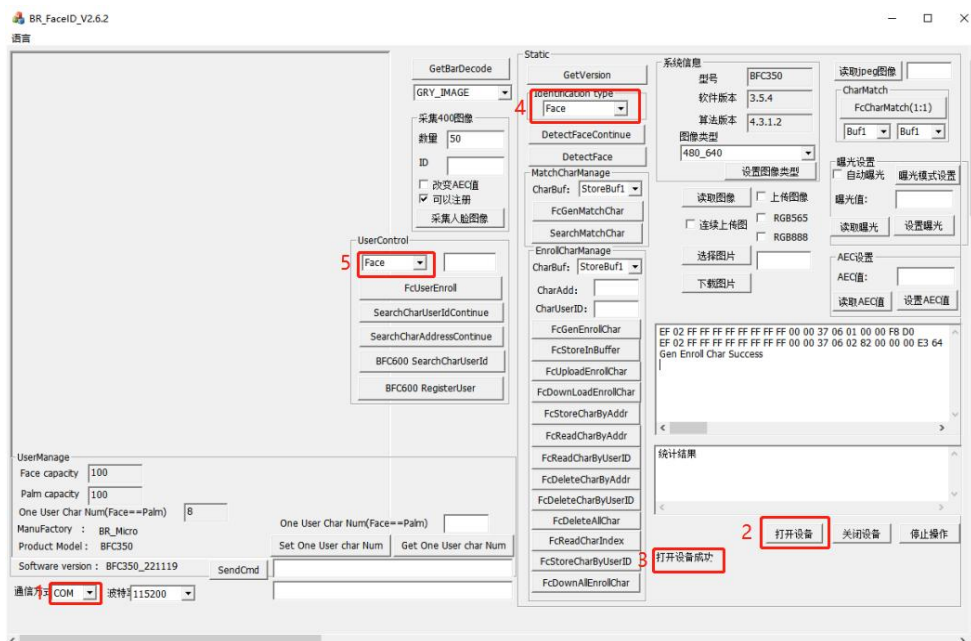 BR_FaceID_V2.6.2
语言
GetBarDecode
GRY_IMAGE
采集400图像
数量 50
ID
改变AEC值
可以注册
采集人脸图像
UserControl
5 Face
FcUserEnroll
SearchCharUserIdContinue
SearchCharAddressContinue
BFC600 SearchCharUserId
BFC600 RegisterUser
Static
GetVersion
Identification type
4 Face
DetectFaceContinue
DetectFace
MatchCharManage
CharBuf: StoreBuf1
FcGenMatchChar
SearchMatchChar
EnrollCharManage
CharBuf: StoreBuf1
CharAdd:
CharUserID:
FcGenEnrollChar
FcStoreInBuffer
FcUploadEnrollChar
FcDownLoadEnrollChar
FcStoreCharByAddr
FcReadCharByAddr
FcReadCharByUserID
FcDeleteCharByAddr
FcDeleteCharByUserID
FcDeleteAllChar
FcReadCharIndex
FcStoreCharByUserID
FcDownAllEnrollChar
系统信息
型号 BFC350
软件版本 3.5.4
算法版本 4.3.1.2
图像类型
480_640
设置图像类型
读取图像 上传图像
连续上传图 RGB565
RGB888
选择图片
下载图片
读取jpeg图像
CharMatch
FcCharMatch(1:1)
Buf1 Buf1
曝光设置
自动曝光 曝光模式设置
曝光值:
读取曝光 设置曝光
AEC设置
AEC值:
读取AEC值 设置AEC值
EF 02 FF FF FF FF FF FF FF FF 00 00 37 06 01 00 00 F8 D0
EF 02 FF FF FF FF FF FF FF FF 00 00 37 06 02 82 00 00 00 E3 64
Gen Enroll Char Success
统计结果
2 打开设备 关闭设备 停止操作
3 打开设备成功
UserManage
Face capacity 100
Palm capacity 100
One User Char Num(Face==Palm) 8
ManuFactory : BR_Micro
Product Model : BFC350
Software version : BFC350_221119
One User Char Num(Face==Palm)
Set One User char Num Get One User char Num
SendCmd
通信方式 1 COM 波特率 115200